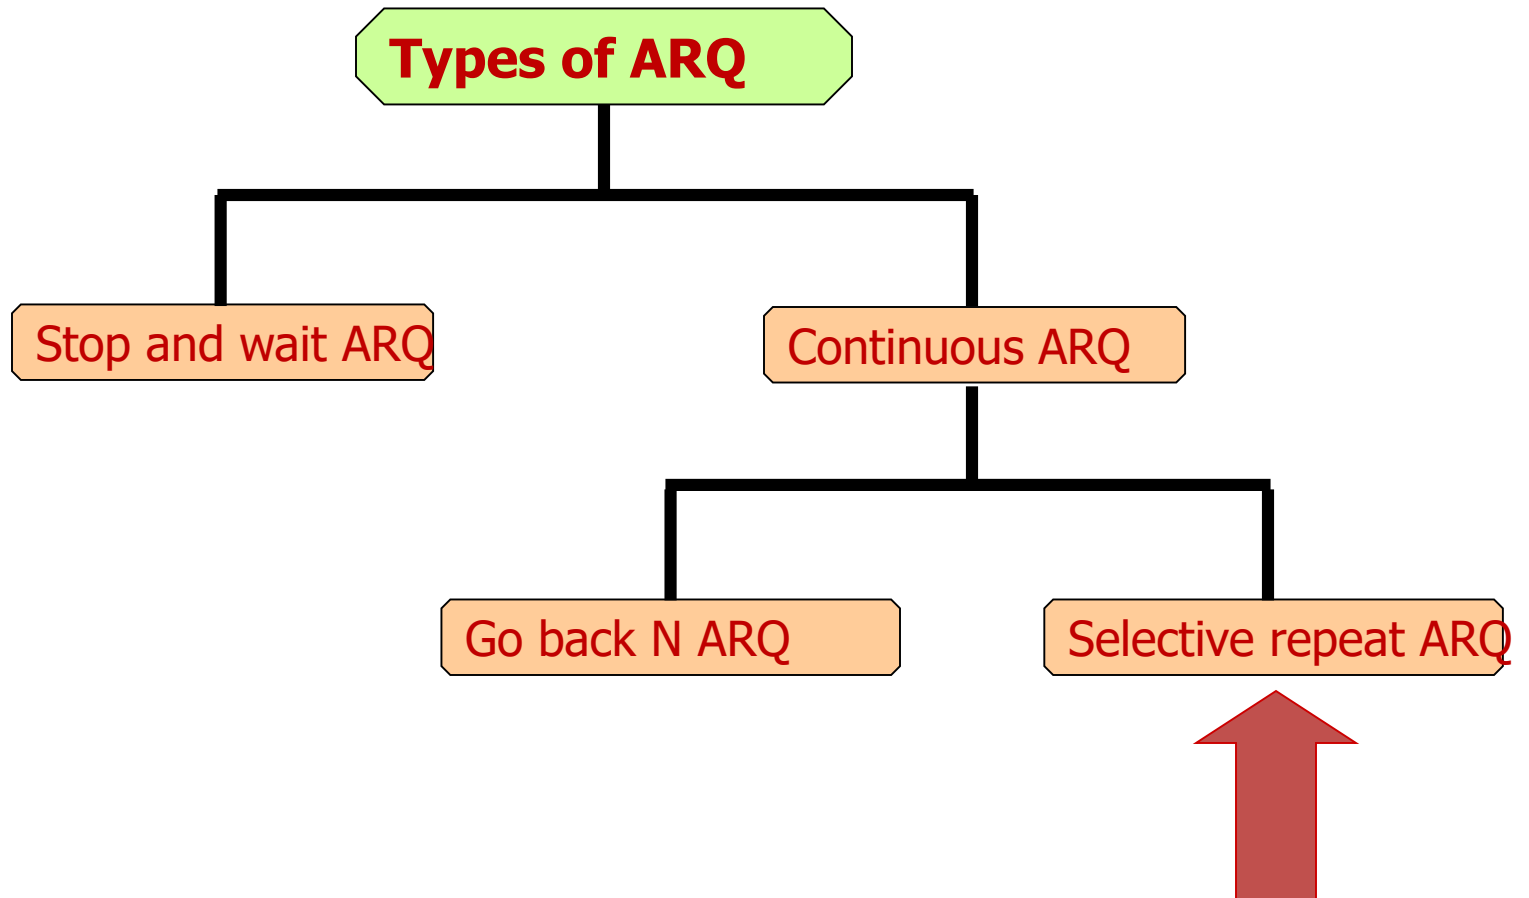 Types of ARQ
Stop and wait ARQ
Continuous ARQ
Go back N ARQ
Selective repeat ARQ